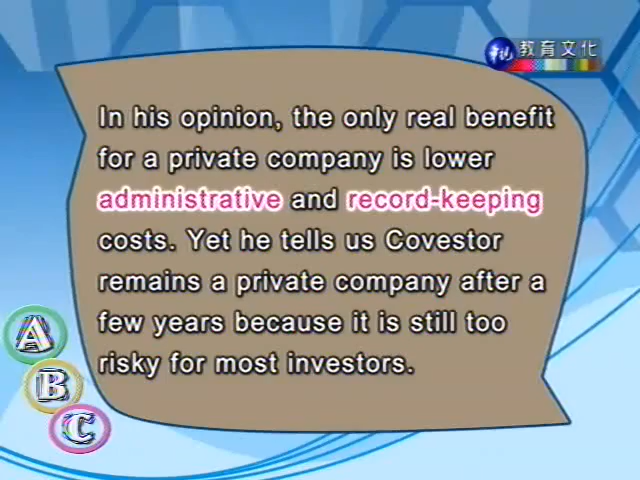 華視 教育文化
In his opinion, the only real benefit
for a private company is lower
administrative and record-keeping
costs. Yet he tells us Covestor
remains a private company after a
few years because it is still too
risky for most investors.
A
B
C